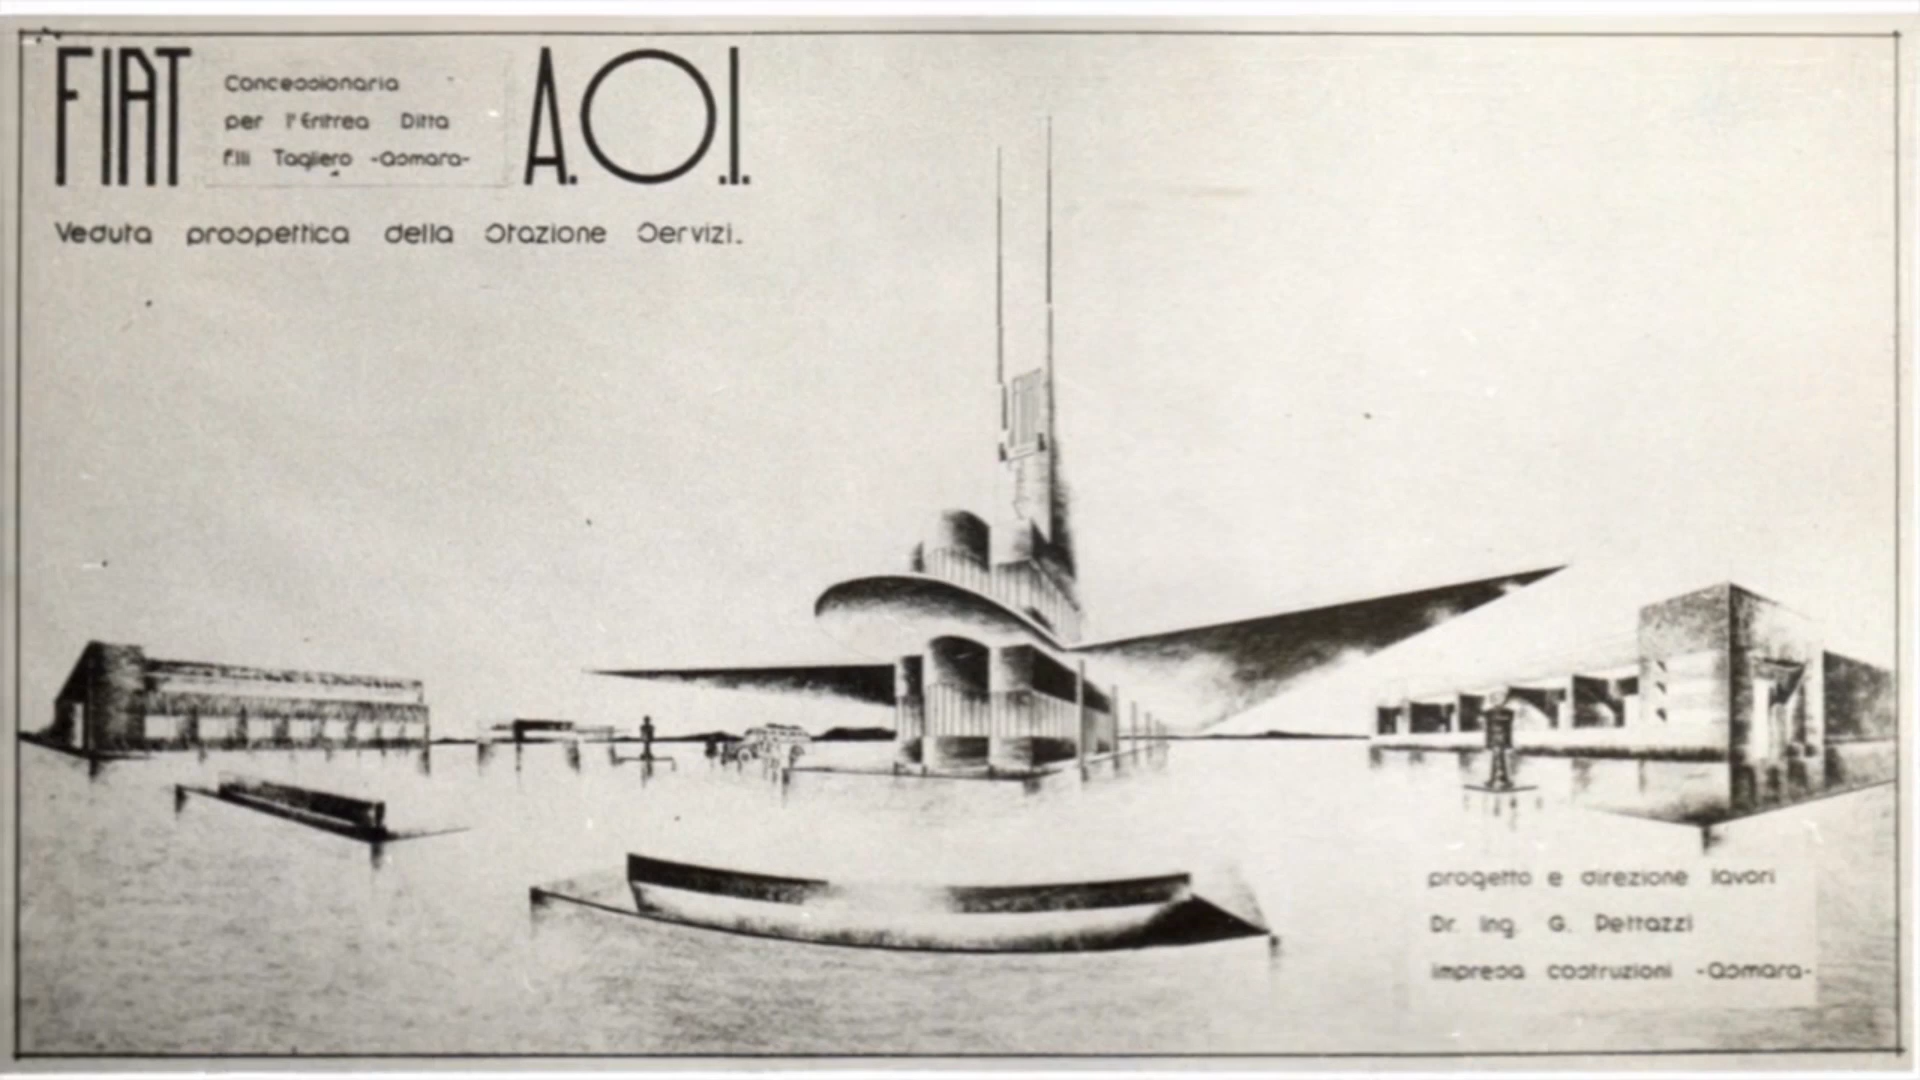 FIAT
Concessionaria
per l'Eritrea Ditta
f.lli Tagliero -Asmara-
A.O.I.
Veduta prospettica della Stazione Servizi.
progetto e direzione lavori
Dr. Ing. G. Pettazzi
impresa costruzioni -Asmara-